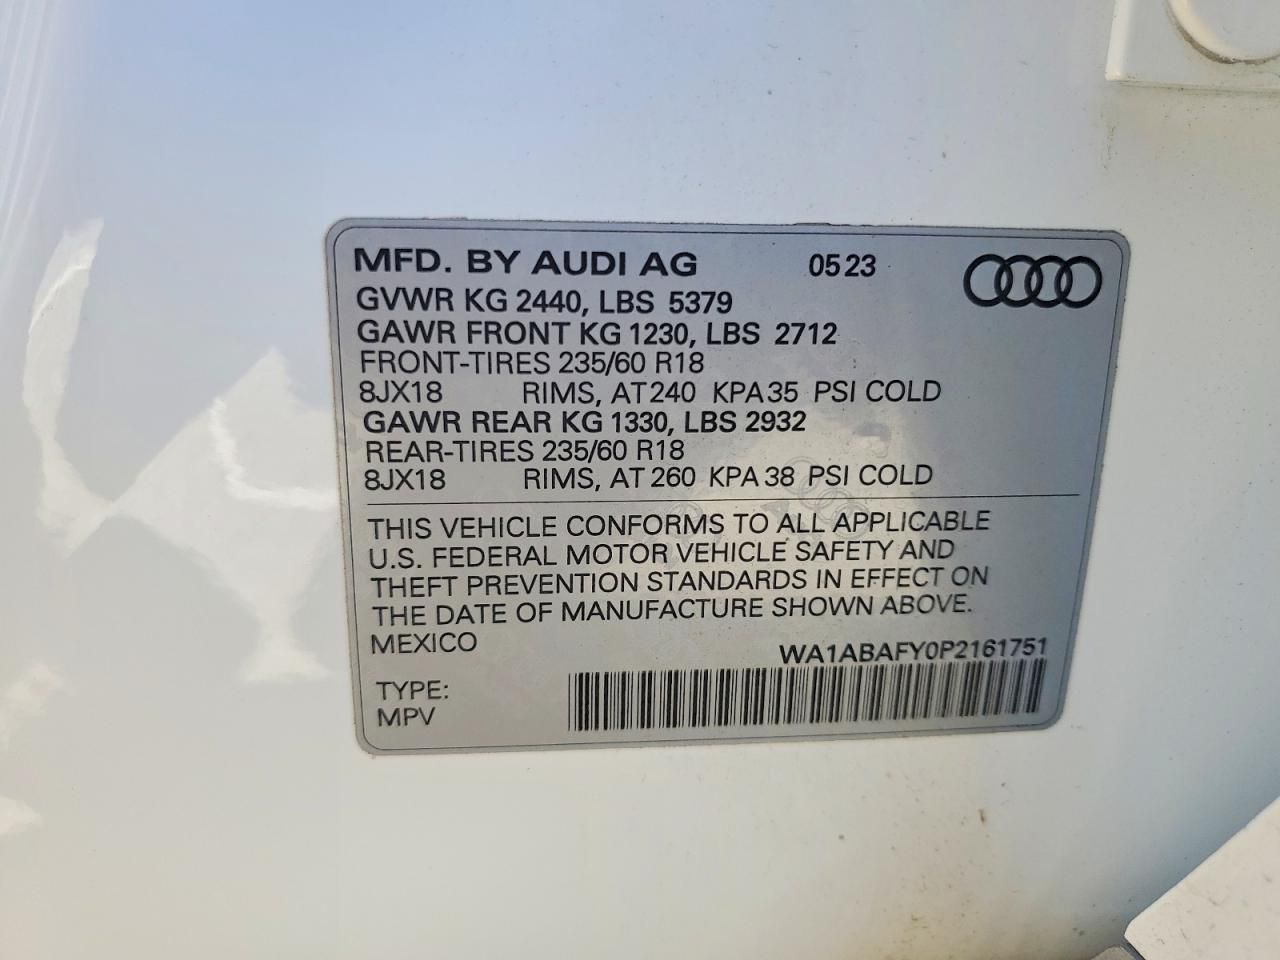 MFD. BY AUDI AG 0523
GVWR KG 2440, LBS 5379
GAWR FRONT KG 1230, LBS 2712
FRONT-TIRES 235/60 R18
8JX18 RIMS, AT 240 KPA 35 PSI COLD
GAWR REAR KG 1330, LBS 2932
REAR-TIRES 235/60 R18
8JX18 RIMS, AT 260 KPA 38 PSI COLD
THIS VEHICLE CONFORMS TO ALL APPLICABLE
U.S. FEDERAL MOTOR VEHICLE SAFETY AND
THEFT PREVENTION STANDARDS IN EFFECT ON
THE DATE OF MANUFACTURE SHOWN ABOVE.
MEXICO WA1ABAFY0P2161751
TYPE:
MPV